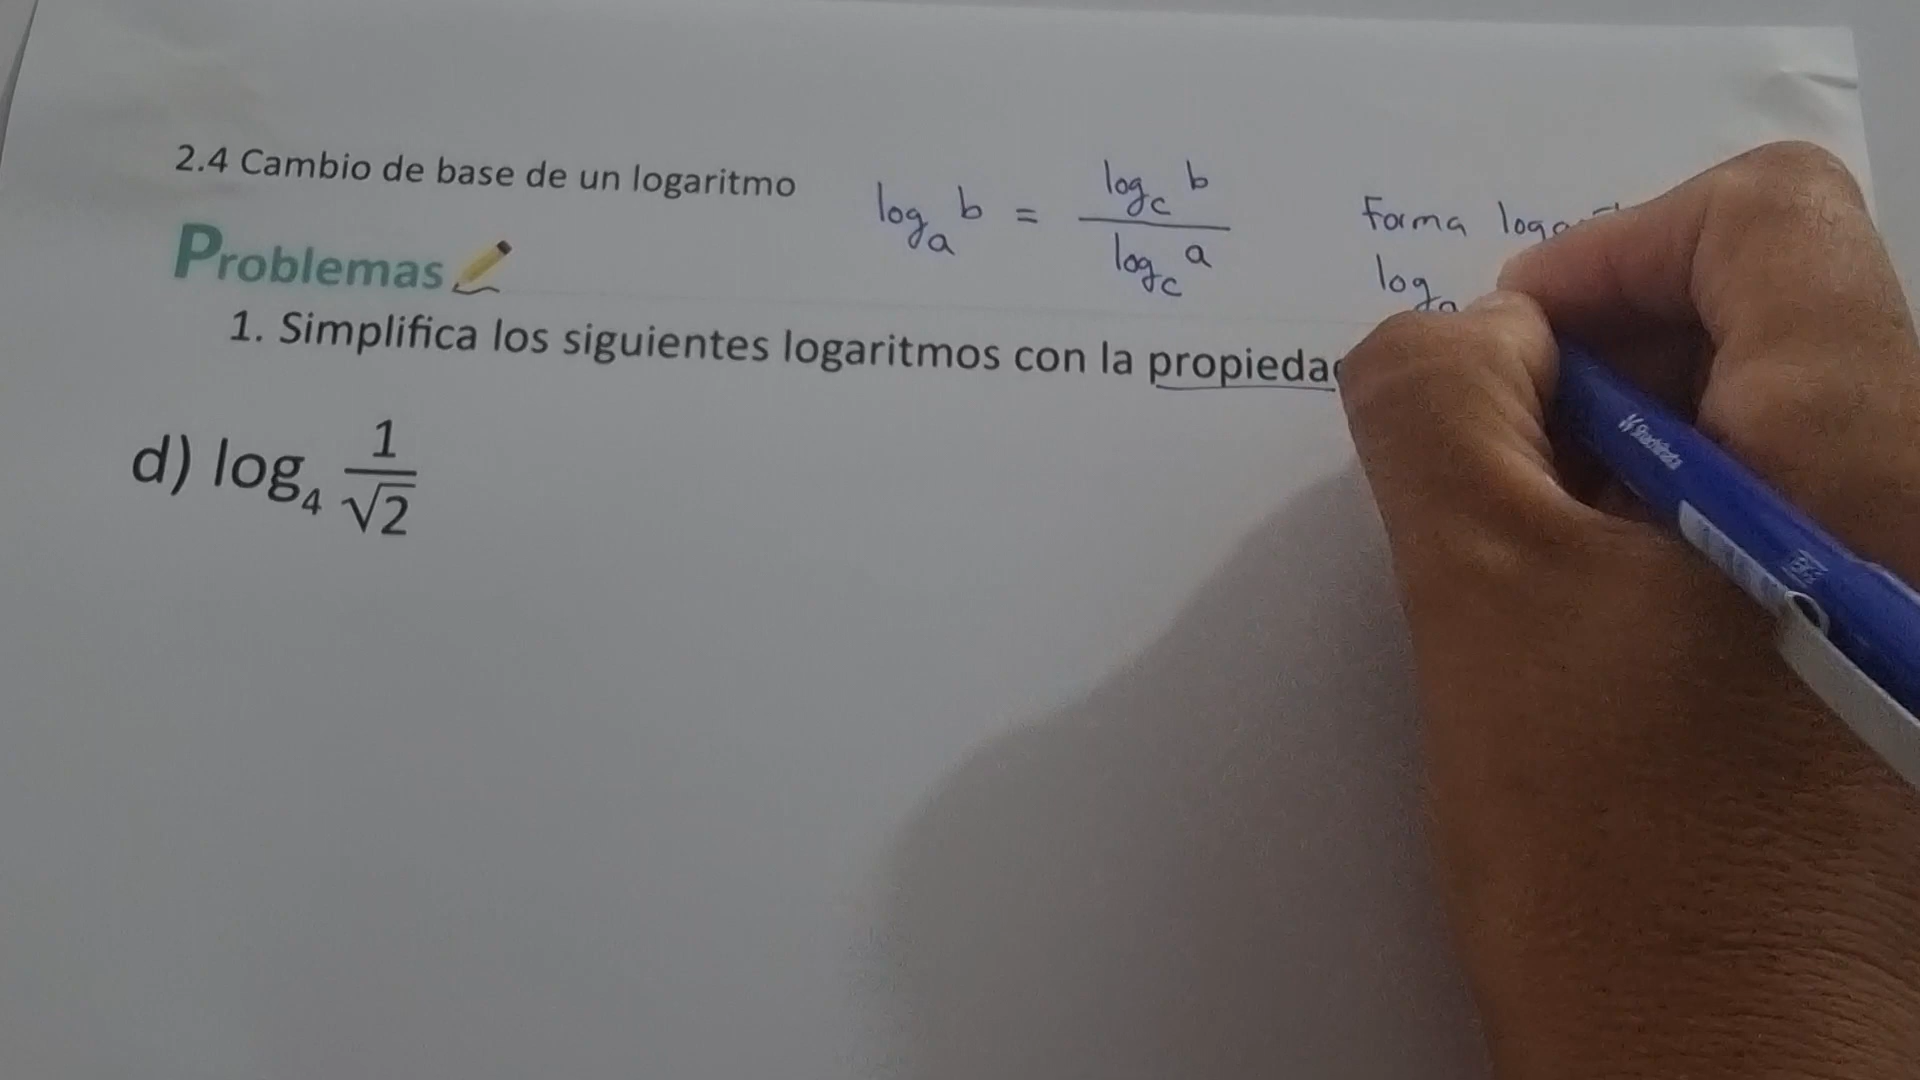 2.4 Cambio de base de un logaritmo
log_a b = log_c b / log_c a
Forma
log_a
Problemas
1. Simplifica los siguientes logaritmos con la
d) log₄ 1/√2